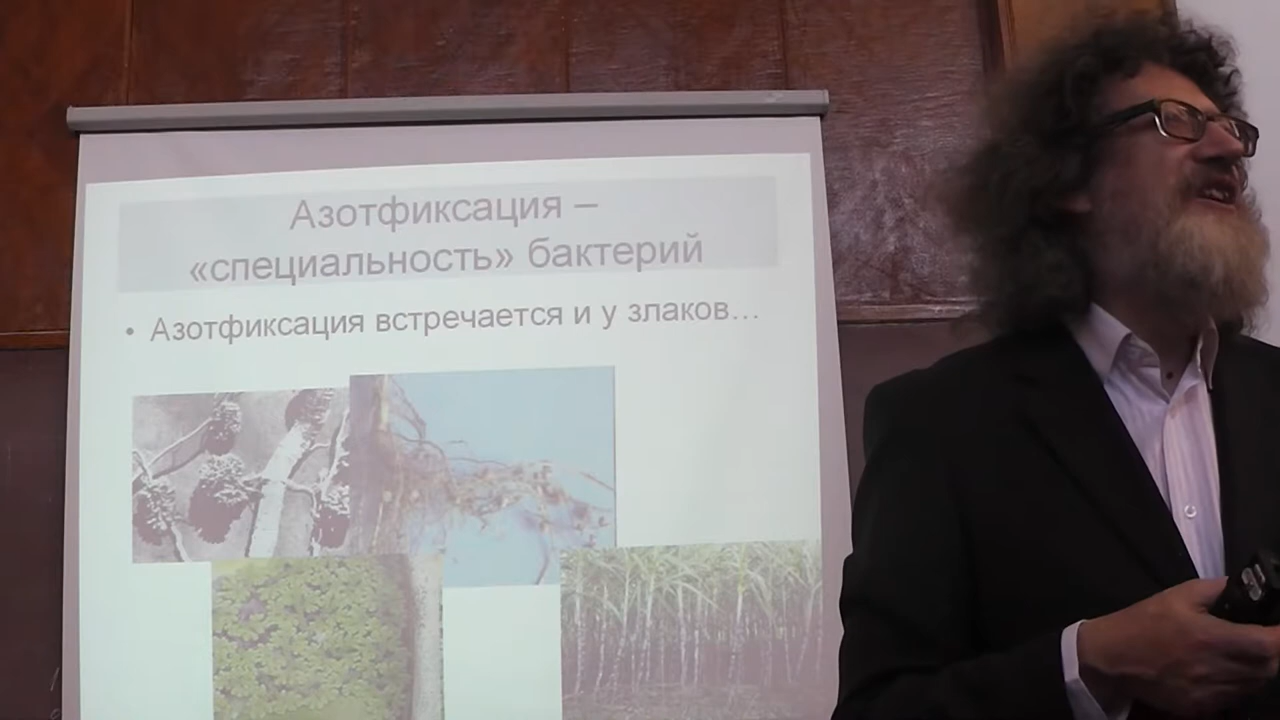 Азотфиксация –
«специальность» бактерий
• Азотфиксация встречается и у злаков…